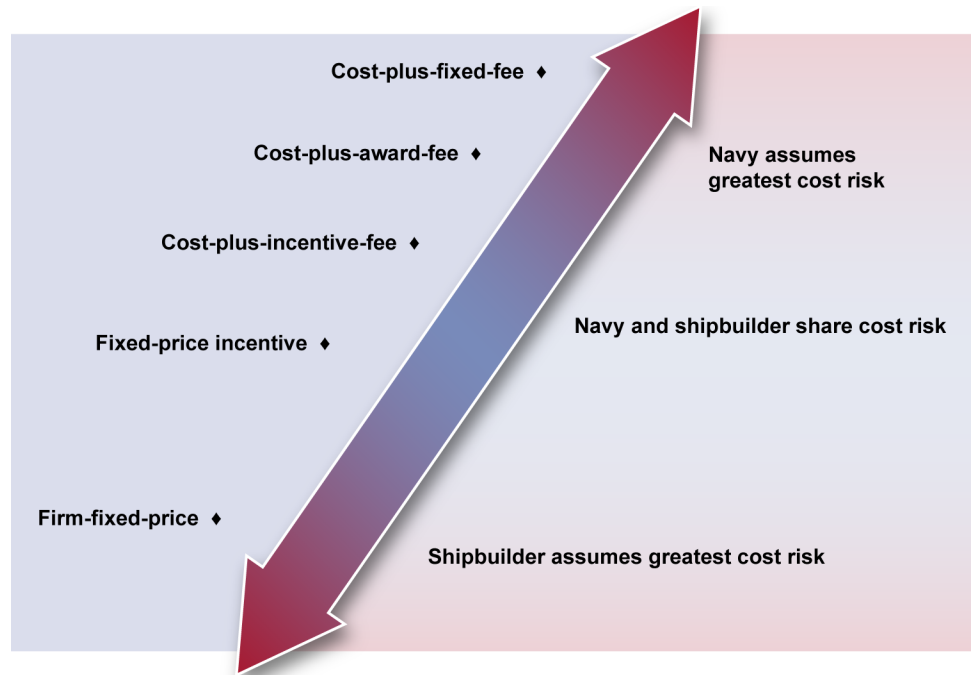 Cost-plus-fixed-fee ♦
Cost-plus-award-fee ♦
Navy assumes
greatest cost risk
Cost-plus-incentive-fee ♦
Navy and shipbuilder share cost risk
Fixed-price incentive ♦
Firm-fixed-price ♦
Shipbuilder assumes greatest cost risk